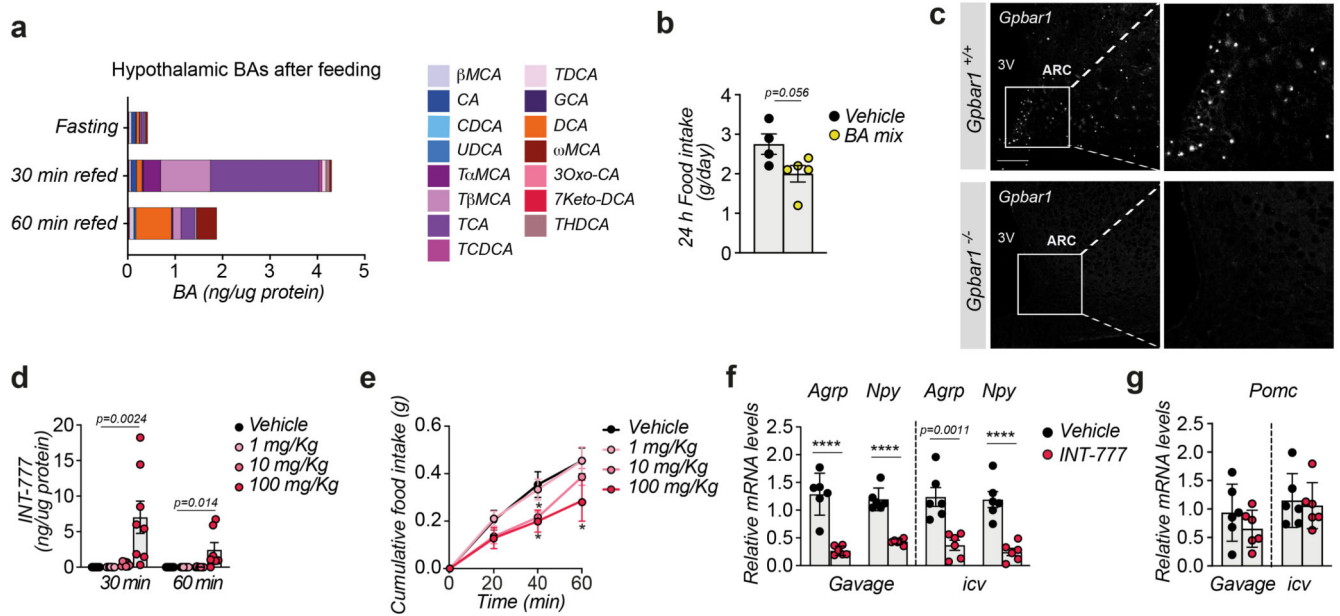 a
Hypothalamic BAs after feeding
Fasting
30 min refed
60 min refed
0 1 2 3 4 5
BA (ng/ug protein)
βMCA
CA
CDCA
UDCA
TαMCA
TβMCA
TCA
TCDCA
TDCA
GCA
DCA
ωMCA
3Oxo-CA
7Keto-DCA
THDCA
b
24 h Food intake
(g/day)
4
3
2
1
0
p=0.056
Vehicle
BA mix
c
Gpbar1 +/+
Gpbar1
3V
ARC
Gpbar1 -/-
Gpbar1
3V
ARC
d
INT-777
(ng/ug protein)
20
15
10
5
0
p=0.0024
p=0.014
30 min 60 min
Vehicle
1 mg/Kg
10 mg/Kg
100 mg/Kg
e
Cumulative food intake (g)
0.6
0.4
0.2
0.0
*
*
*
0 20 40 60
Time (min)
Vehicle
1 mg/Kg
10 mg/Kg
100 mg/Kg
f
Agrp Npy Agrp Npy
Relative mRNA levels
2.5
2.0
1.5
1.0
0.5
0.0
**** **** p=0.0011 ****
Gavage icv
g
Pomc
Vehicle
INT-777
Relative mRNA levels
2.5
2.0
1.5
1.0
0.5
0.0
Gavage icv